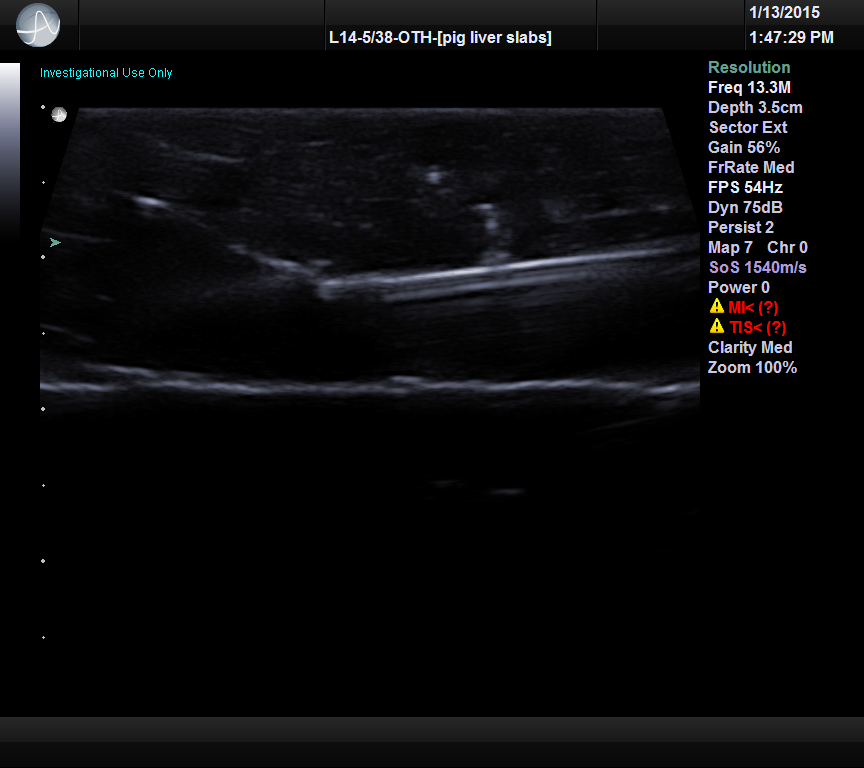 1/13/2015
L14-5/38-OTH-[pig liver slabs]
1:47:29 PM
Investigational Use Only
Resolution
Freq 13.3M
Depth 3.5cm
Sector Ext
Gain 56%
FrRate Med
FPS 54Hz
Dyn 75dB
Persist 2
Map 7 Chr 0
SoS 1540m/s
Power 0
MI< (?)
TIS< (?)
Clarity Med
Zoom 100%